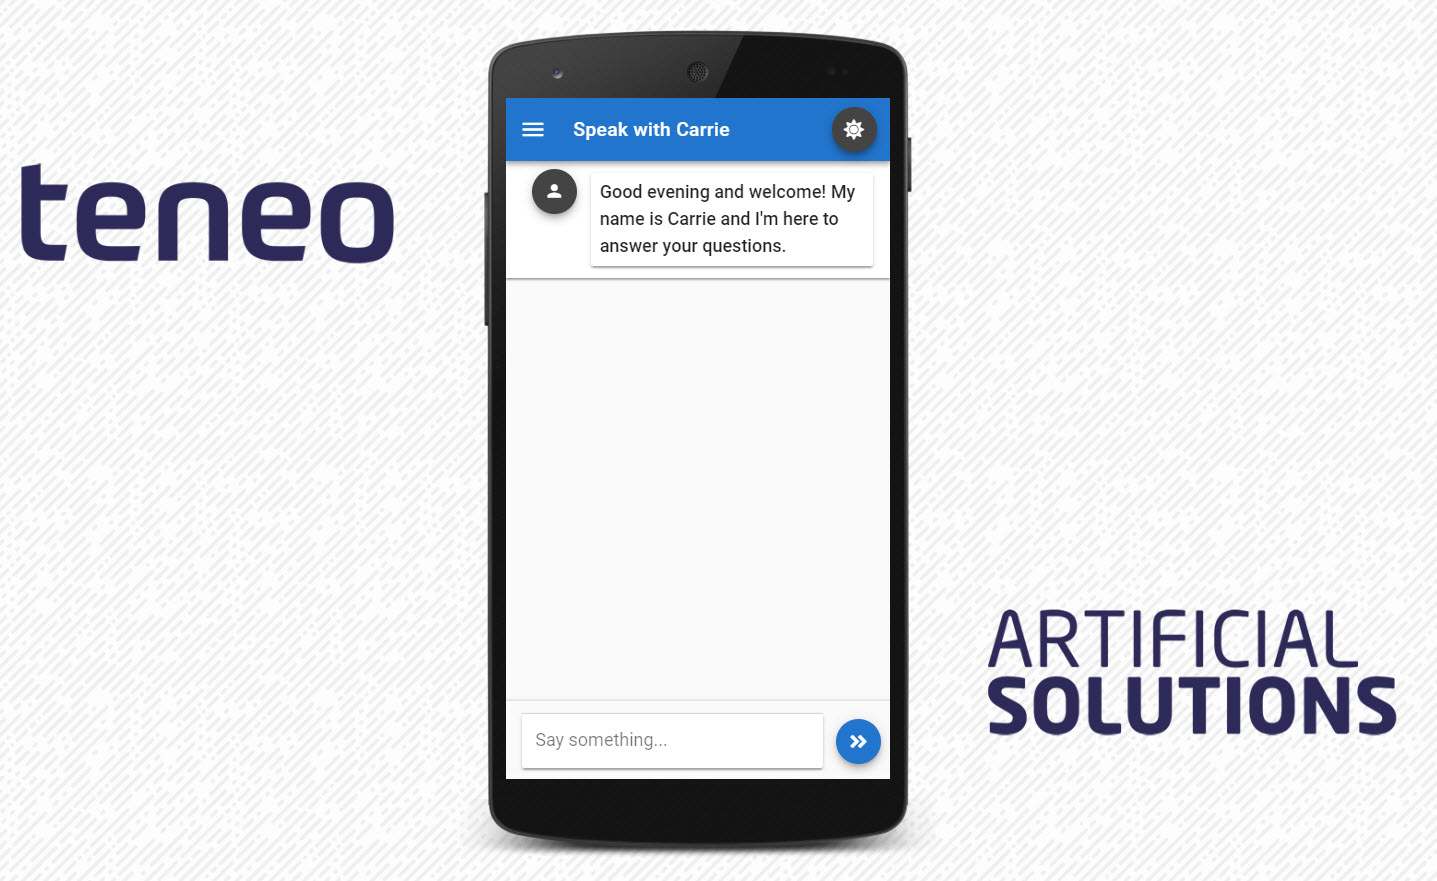 teneo
Speak with Carrie
Good evening and welcome! My
name is Carrie and I'm here to
answer your questions.
Say something...
ARTIFICIAL
SOLUTIONS